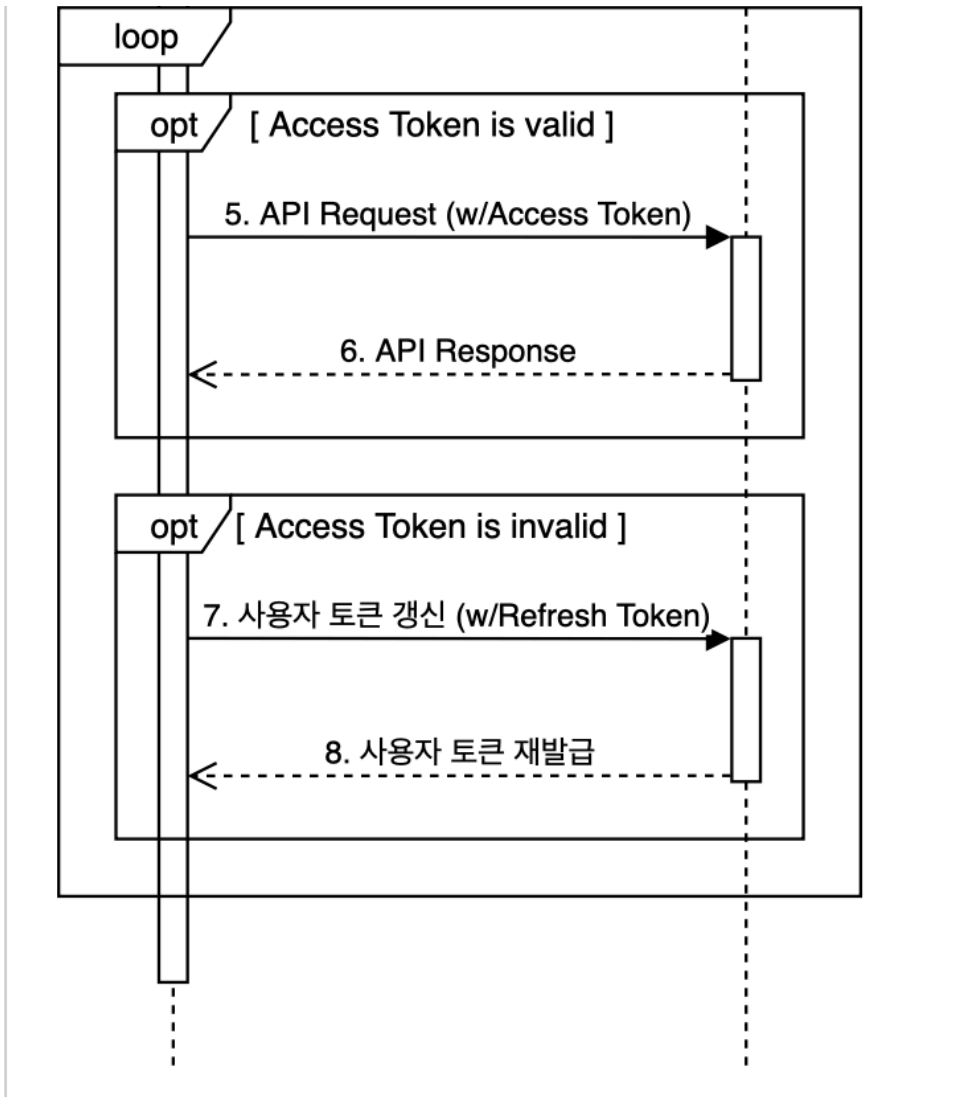 loop
opt [ Access Token is valid ]
5. API Request (w/Access Token)
6. API Response
opt [ Access Token is invalid ]
7. 사용자 토큰 갱신 (w/Refresh Token)
8. 사용자 토큰 재발급